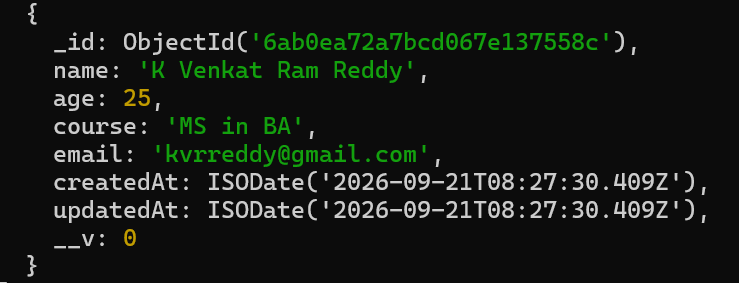 {
_id: ObjectId('6ab0ea72a7bcd067e137558c'),
name: 'K Venkat Ram Reddy',
age: 25,
course: 'MS in BA',
email: 'kvrreddy@gmail.com',
createdAt: ISODate('2026-09-21T08:27:30.409Z'),
updatedAt: ISODate('2026-09-21T08:27:30.409Z'),
__v: 0
}